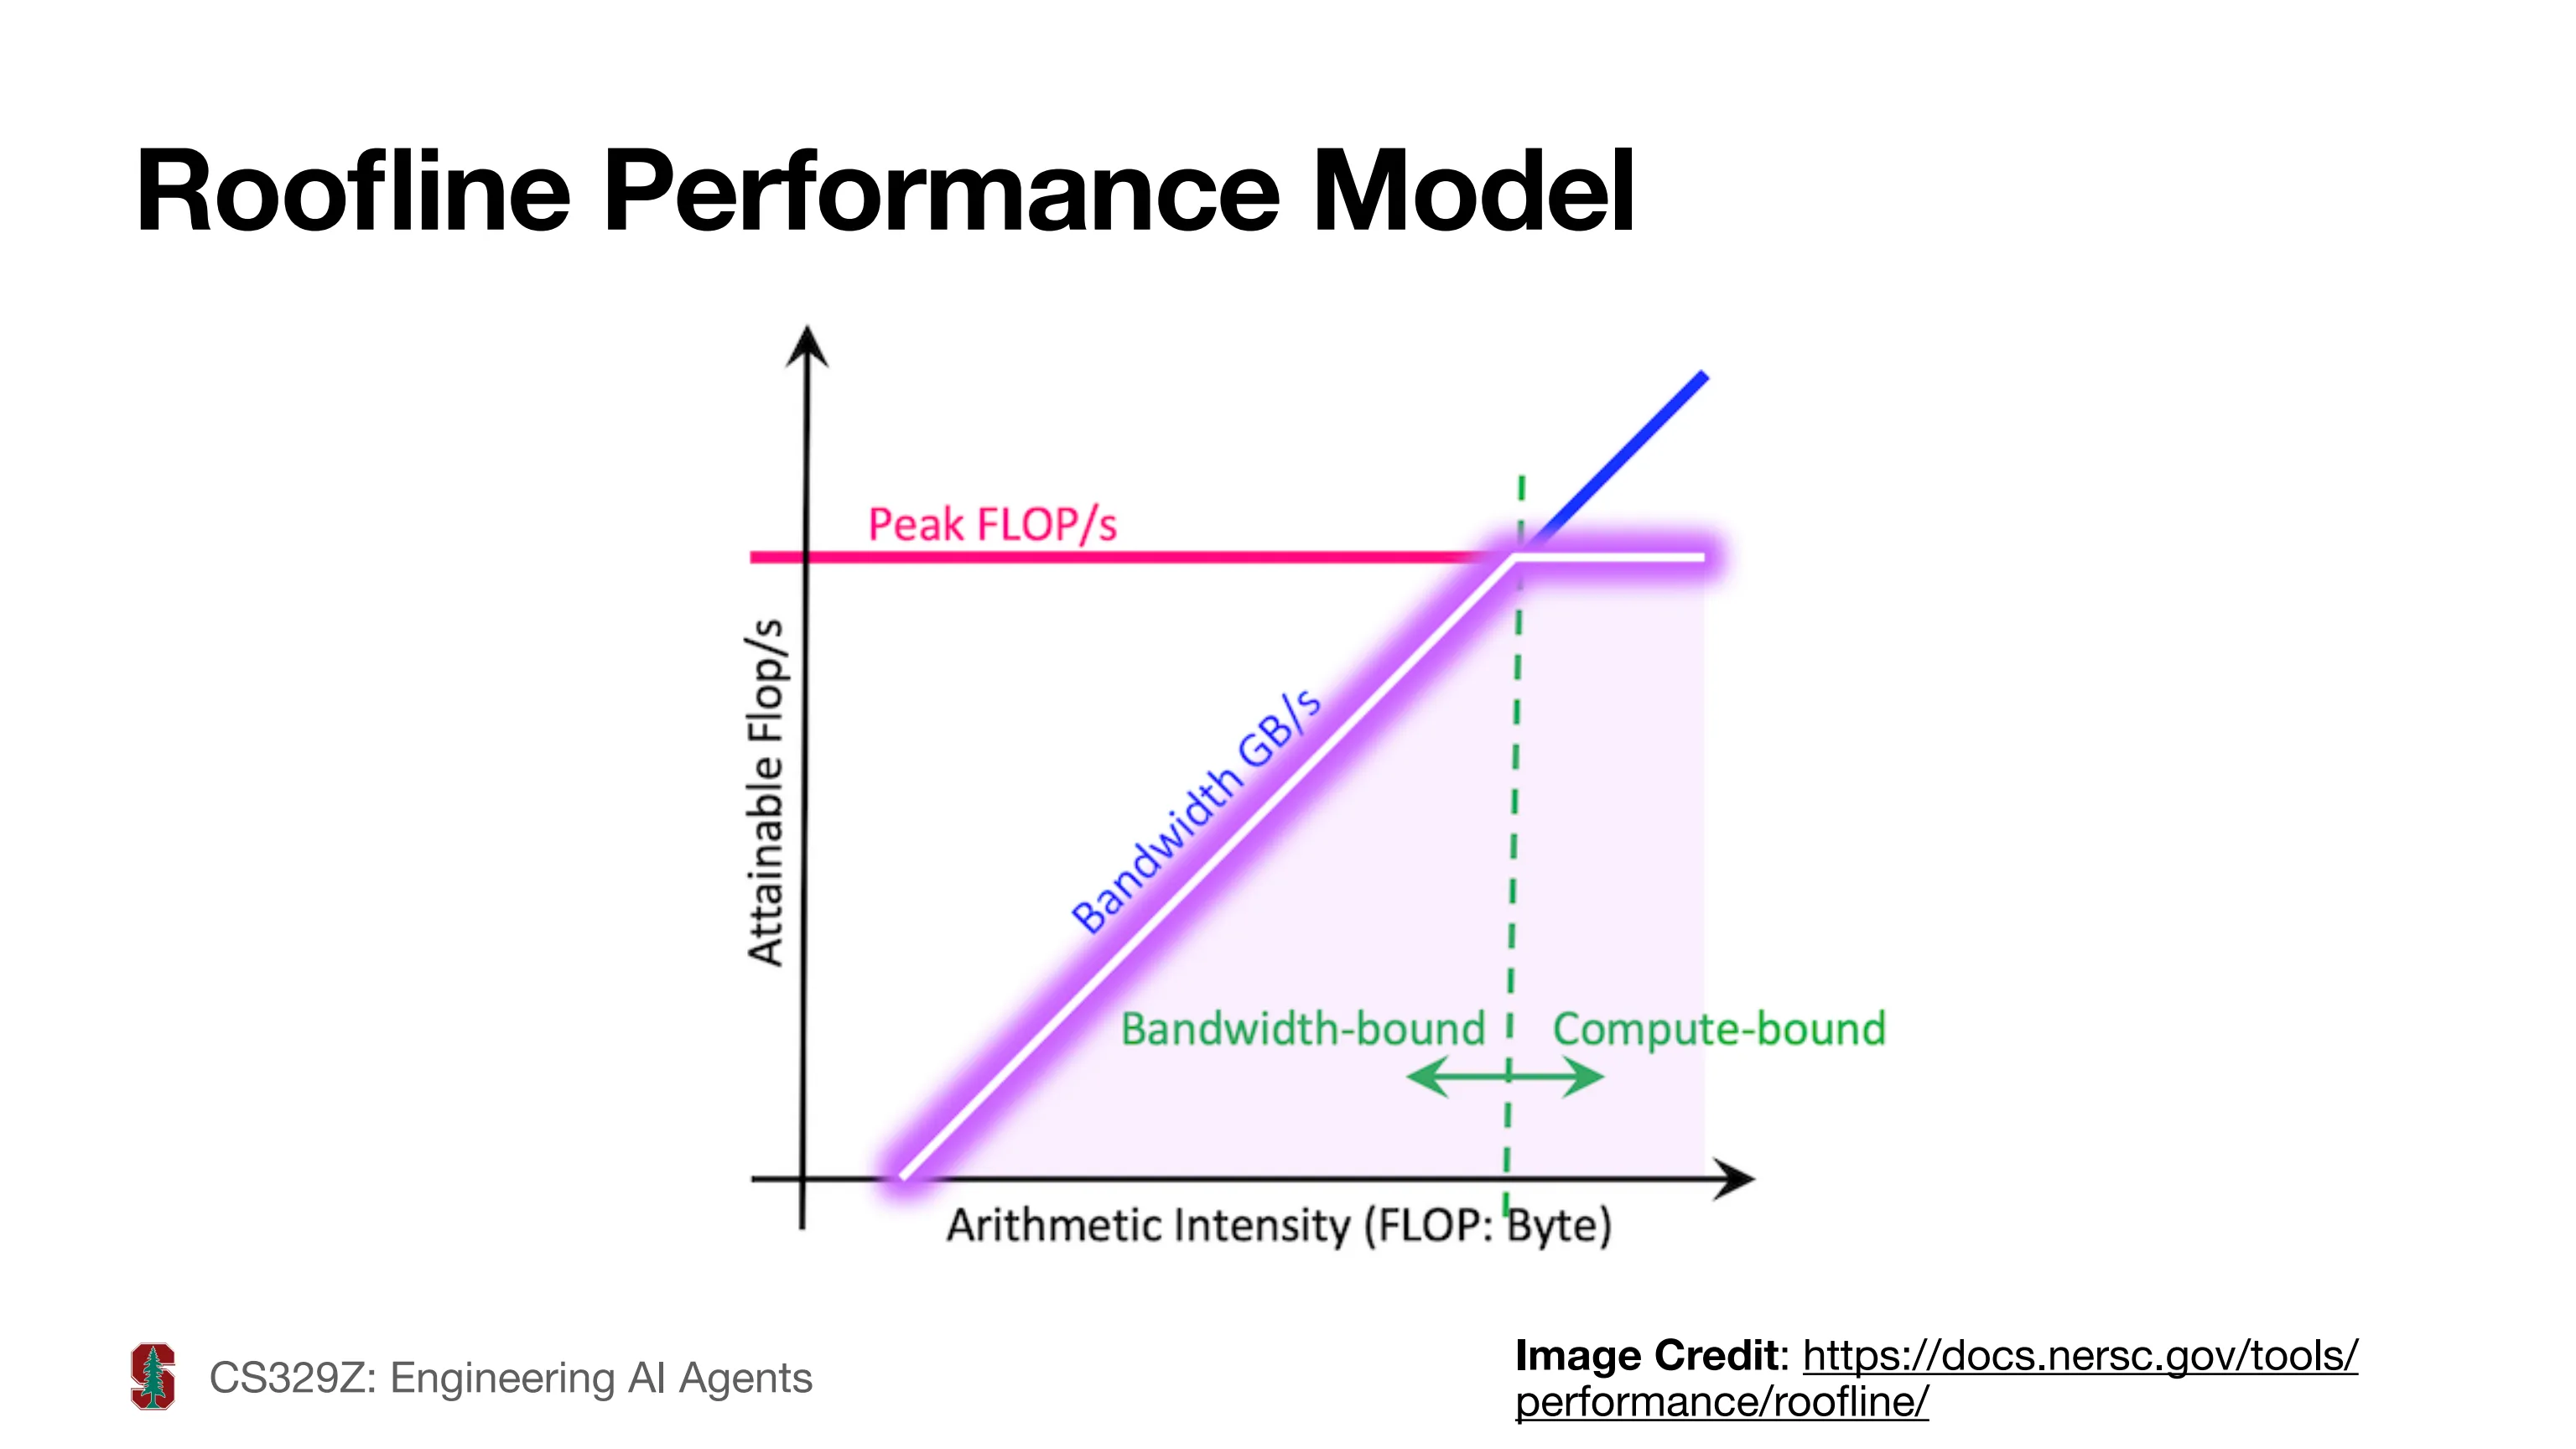 Roofline Performance Model
Peak FLOP/s
Attainable Flop/s
Bandwidth GB/s
Bandwidth-bound
Compute-bound
Arithmetic Intensity (FLOP: Byte)
CS329Z: Engineering AI Agents
Image Credit: https://docs.nersc.gov/tools/
performance/roofline/